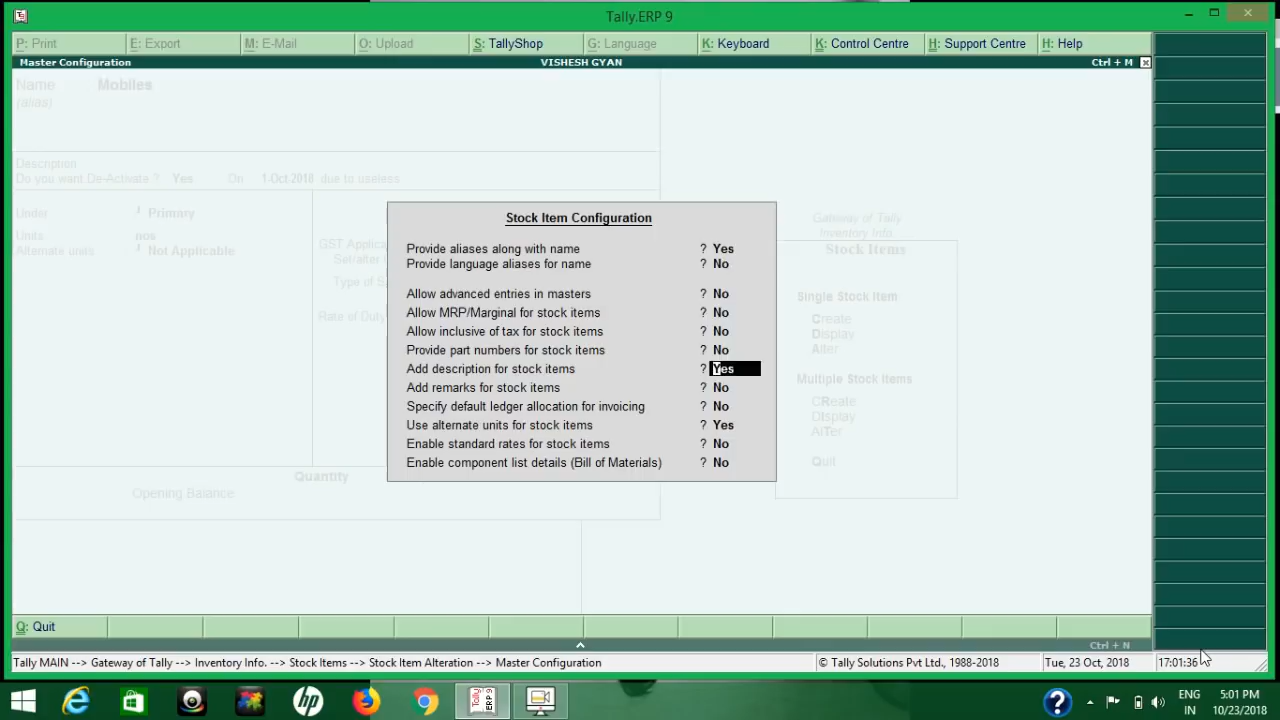 Tally.ERP 9
P: Print E: Export M: E-Mail O: Upload S: TallyShop G: Language K: Keyboard K: Control Centre H: Support Centre H: Help
Master Configuration VISHESH GYAN Ctrl + M
Name Mobiles
(alias)
Description
Do you want De-Activate ? Yes On 1 Oct 2018 due to useless
Under Primary
Units nos
Alternate units Not Applicable
GST Applica
Type of S
Rate of Duty
Quantity
Opening Balance
Stock Item Configuration
Provide aliases along with name ? Yes
Provide language aliases for name ? No
Allow advanced entries in masters ? No
Allow MRP/Marginal for stock items ? No
Allow inclusive of tax for stock items ? No
Provide part numbers for stock items ? No
Add description for stock items ? Yes
Add remarks for stock items ? No
Specify default ledger allocation for invoicing ? No
Use alternate units for stock items ? Yes
Enable standard rates for stock items ? No
Enable component list details (Bill of Materials) ? No
Gateway of Tally
Inventory Info.
Stock Items
Single Stock Item
Create
Display
Alter
Multiple Stock Items
CReate
DIsplay
AlTer
Quit
Q: Quit
Ctrl + N
Tally MAIN --> Gateway of Tally --> Inventory Info. --> Stock Items --> Stock Item Alteration --> Master Configuration © Tally Solutions Pvt Ltd., 1988-2018 Tue, 23 Oct, 2018 17:01:36
ENG 5:01 PM
IN 10/23/2018